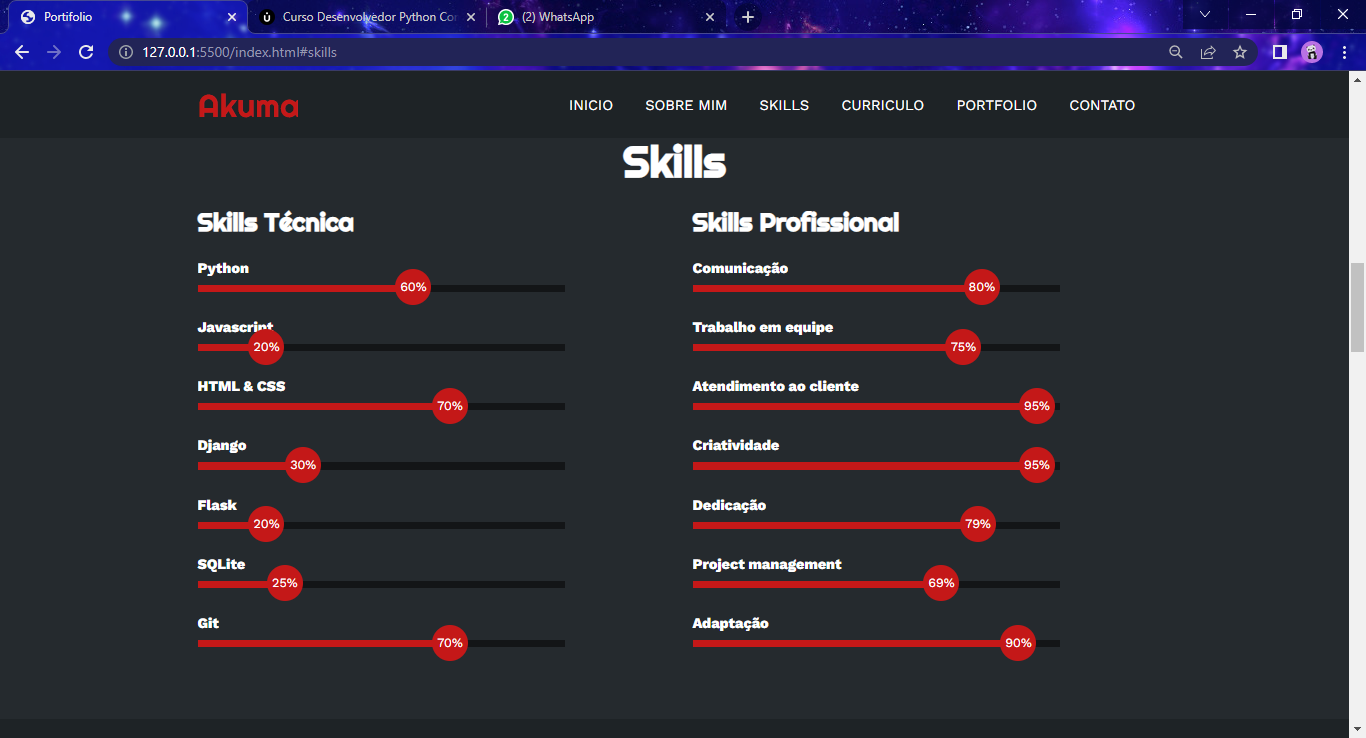 Portifolio
Curso Desenvolvedor Python Co
(2) WhatsApp
127.0.0.1:5500/index.html#skills
Akuma
INICIO
SOBRE MIM
SKILLS
CURRICULO
PORTFOLIO
CONTATO
Skills
Skills Técnica
Python
60%
Javascript
20%
HTML & CSS
70%
Django
30%
Flask
20%
SQLite
25%
Git
70%
Skills Profissional
Comunicação
80%
Trabalho em equipe
75%
Atendimento ao cliente
95%
Criatividade
95%
Dedicação
79%
Project management
69%
Adaptação
90%